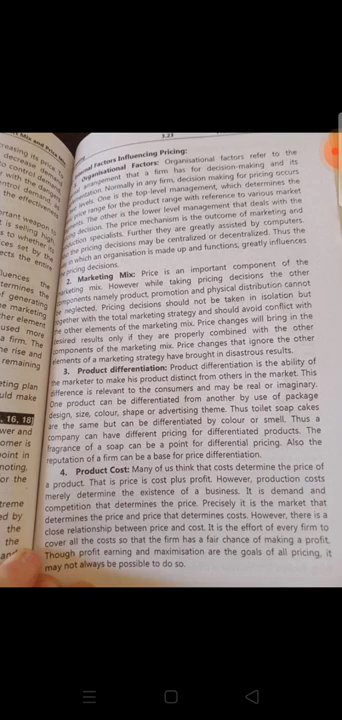 3.23
Factors Influencing Pricing:
Organisational Factors: Organisational factors refer to the
arrangement that a firm has for decision-making and its
Normally in any firm, decision making for pricing occurs
levels. One is the top-level management, which determines the
price range for the product range with reference to various market
The other is the lower level management that deals with the
decision. The price mechanism is the outcome of marketing and
specialists. Further they are greatly assisted by computers.
the pricing decisions may be centralized or decentralized. Thus the
in which an organisation is made up and functions, greatly influences
pricing decisions.
2. Marketing Mix: Price is an important component of the
marketing mix. However while taking pricing decisions the other
components namely product, promotion and physical distribution cannot
be neglected. Pricing decisions should not be taken in isolation but
together with the total marketing strategy and should avoid conflict with
the other elements of the marketing mix. Price changes will bring in the
desired results only if they are properly combined with the other
components of the marketing mix. Price changes that ignore the other
elements of a marketing strategy have brought in disastrous results.
3. Product differentiation: Product differentiation is the ability of
the marketer to make his product distinct from others in the market. This
difference is relevant to the consumers and may be real or imaginary.
One product can be differentiated from another by use of package
design, size, colour, shape or advertising theme. Thus toilet soap cakes
are the same but can be differentiated by colour or smell. Thus a
company can have different pricing for differentiated products. The
fragrance of a soap can be a point for differential pricing. Also the
reputation of a firm can be a base for price differentiation.
4. Product Cost: Many of us think that costs determine the price of
a product. That is price is cost plus profit. However, production costs
merely determine the existence of a business. It is demand and
competition that determines the price. Precisely it is the market that
determines the price and price that determines costs. However, there is a
close relationship between price and cost. It is the effort of every firm to
cover all the costs so that the firm has a fair chance of making a profit.
Though profit earning and maximisation are the goals of all pricing, it
may not always be possible to do so.